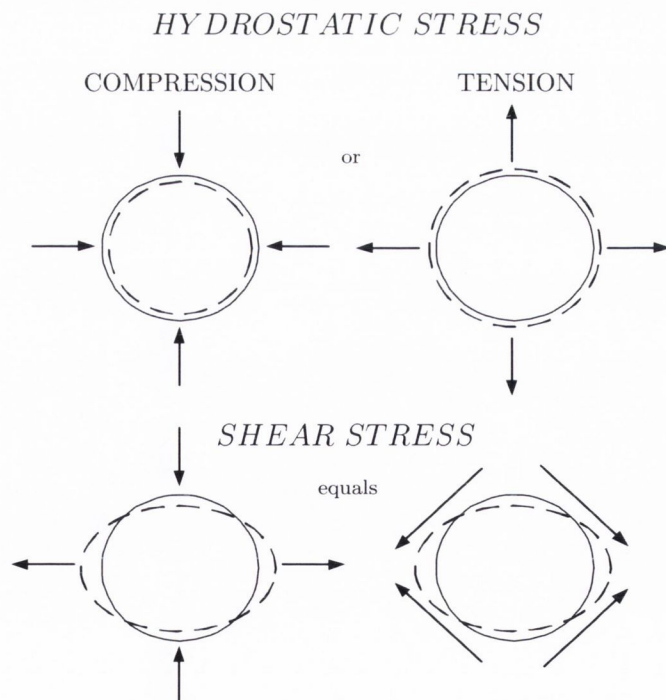 HYDROSTATIC STRESS
COMPRESSION
TENSION
or
SHEAR STRESS
equals